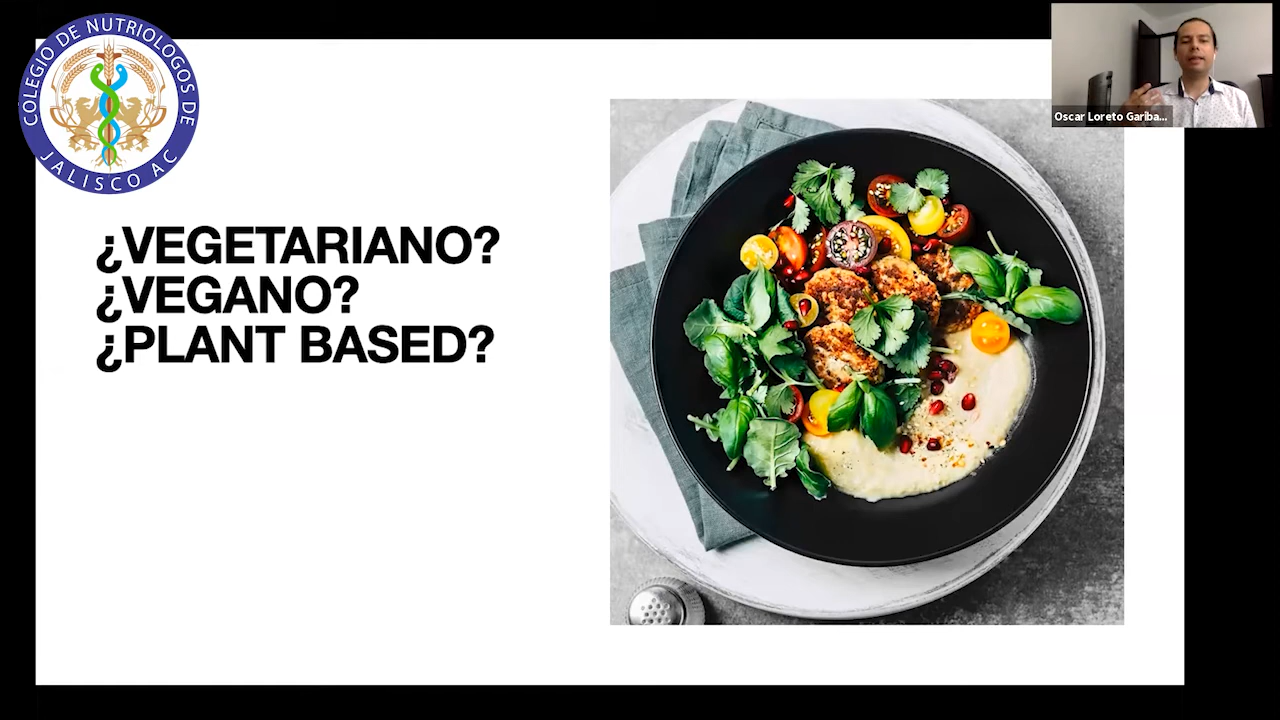 COLEGIO DE NUTRIOLOGOS DE
JALISCO AC
Oscar Loreto Gariba...
¿VEGETARIANO?
¿VEGANO?
¿PLANT BASED?